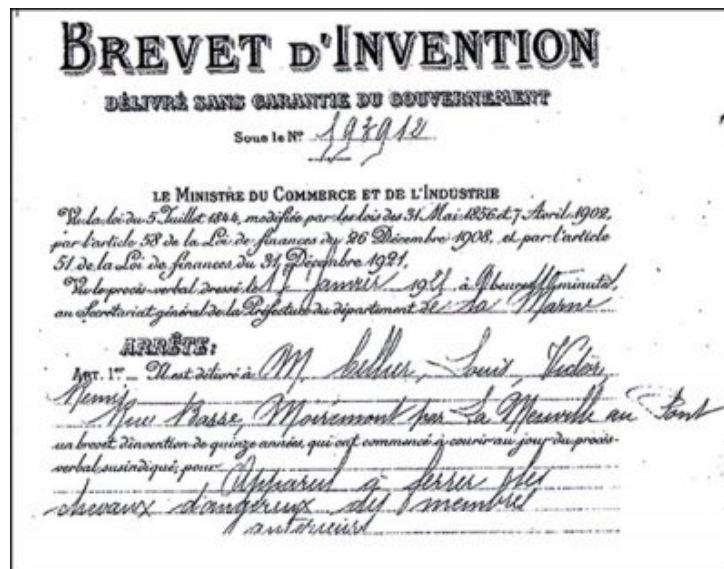 BREVET D'INVENTION
DÉLIVRÉ SANS GARANTIE DU GOUVERNEMENT
Sous le Nº 193912
LE MINISTRE DU COMMERCE ET DE L'INDUSTRIE
Vu la loi du 5 Juillet 1844, modifiée par les lois des 31 Mai 1856 et 7 Avril 1902,
par l'article 58 de la Loi de finances du 26 Décembre 1908, et par l'article
51 de la Loi de finances du 31 Décembre 1921,
Vu le procès-verbal dressé le janvier 192 à heures minutes,
au Secrétariat général de la Préfecture du département de la Marne
ARRÊTE:
ART. 1er _ Il est délivré à M. Cellier, Louis, Victor,
Remi,
Rue Basse, Moiremont par La Neuville au Pont
un brevet d'invention de quinze années, qui ont commencé à courir au jour du procès-
verbal susindiqué, pour Appareil à ferrer les
chevaux dangereux des membres
antérieurs